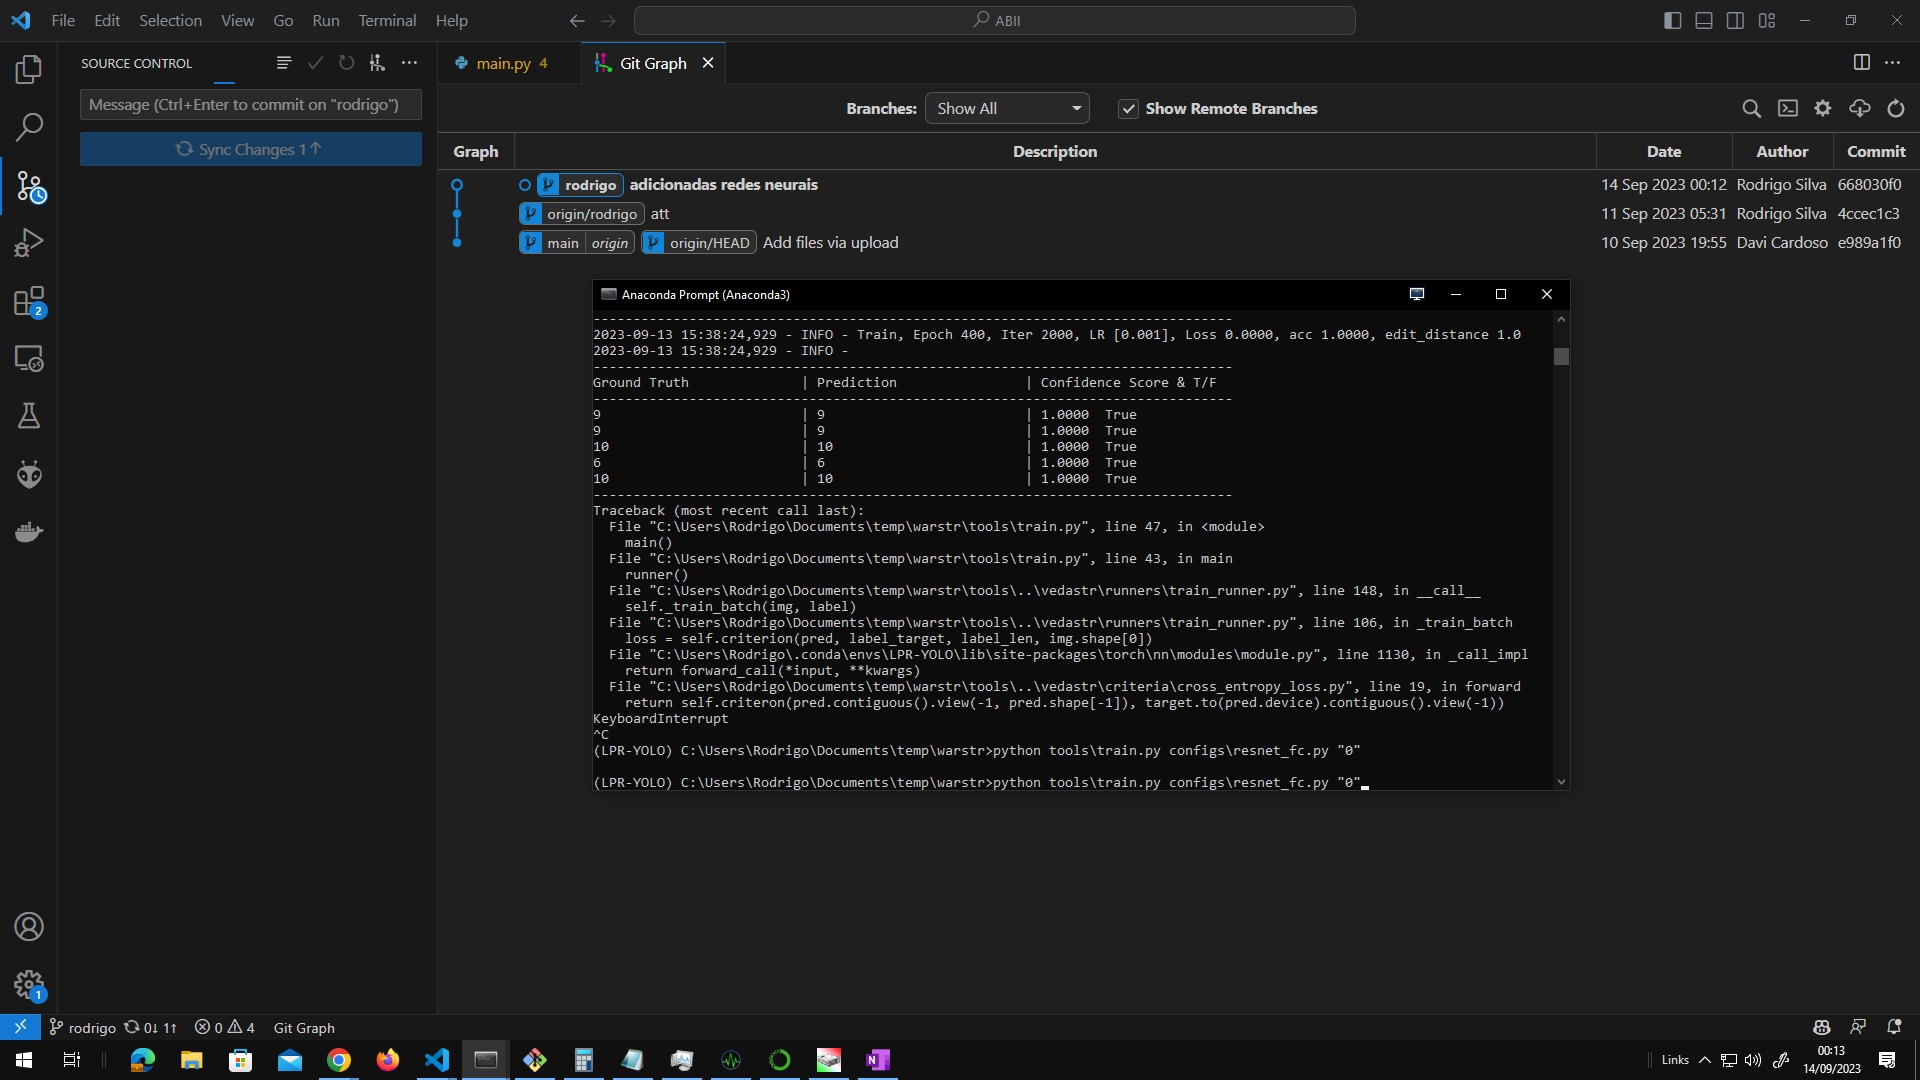 File Edit Selection View Go Run Terminal Help
ABII
SOURCE CONTROL
main.py 4
Git Graph
Message (Ctrl+Enter to commit on "rodrigo")
Sync Changes 1↑
Branches: Show All Show Remote Branches
Graph Description Date Author Commit
rodrigo adicionadas redes neurais 14 Sep 2023 00:12 Rodrigo Silva 668030f0
origin/rodrigo att 11 Sep 2023 05:31 Rodrigo Silva 4ccec1c3
main origin origin/HEAD Add files via upload 10 Sep 2023 19:55 Davi Cardoso e989a1f0
Anaconda Prompt (Anaconda3)
--------------------------------------------------------------------------------
2023-09-13 15:38:24,929 - INFO - Train, Epoch 400, Iter 2000, LR [0.001], Loss 0.0000, acc 1.0000, edit_distance 1.0
2023-09-13 15:38:24,929 - INFO -
--------------------------------------------------------------------------------
Ground Truth | Prediction | Confidence Score & T/F
--------------------------------------------------------------------------------
9 | 9 | 1.0000 True
9 | 9 | 1.0000 True
10 | 10 | 1.0000 True
6 | 6 | 1.0000 True
10 | 10 | 1.0000 True
--------------------------------------------------------------------------------
Traceback (most recent call last):
File "C:\Users\Rodrigo\Documents\temp\warstr\tools\train.py", line 47, in <module>
main()
File "C:\Users\Rodrigo\Documents\temp\warstr\tools\train.py", line 43, in main
runner()
File "C:\Users\Rodrigo\Documents\temp\warstr\tools\..\vedastr\runners\train_runner.py", line 148, in __call__
self._train_batch(img, label)
File "C:\Users\Rodrigo\Documents\temp\warstr\tools\..\vedastr\runners\train_runner.py", line 106, in _train_batch
loss = self.criterion(pred, label_target, label_len, img.shape[0])
File "C:\Users\Rodrigo\.conda\envs\LPR-YOLO\lib\site-packages\torch\nn\modules\module.py", line 1130, in _call_impl
return forward_call(*input, **kwargs)
File "C:\Users\Rodrigo\Documents\temp\warstr\tools\..\vedastr\criteria\cross_entropy_loss.py", line 19, in forward
return self.criteron(pred.contiguous().view(-1, pred.shape[-1]), target.to(pred.device).contiguous().view(-1))
KeyboardInterrupt
^C
(LPR-YOLO) C:\Users\Rodrigo\Documents\temp\warstr>python tools\train.py configs\resnet_fc.py "0"
(LPR-YOLO) C:\Users\Rodrigo\Documents\temp\warstr>python tools\train.py configs\resnet_fc.py "0"
2
1
rodrigo 0↓ 1↑ 0 4 Git Graph
Links
00:13
14/09/2023